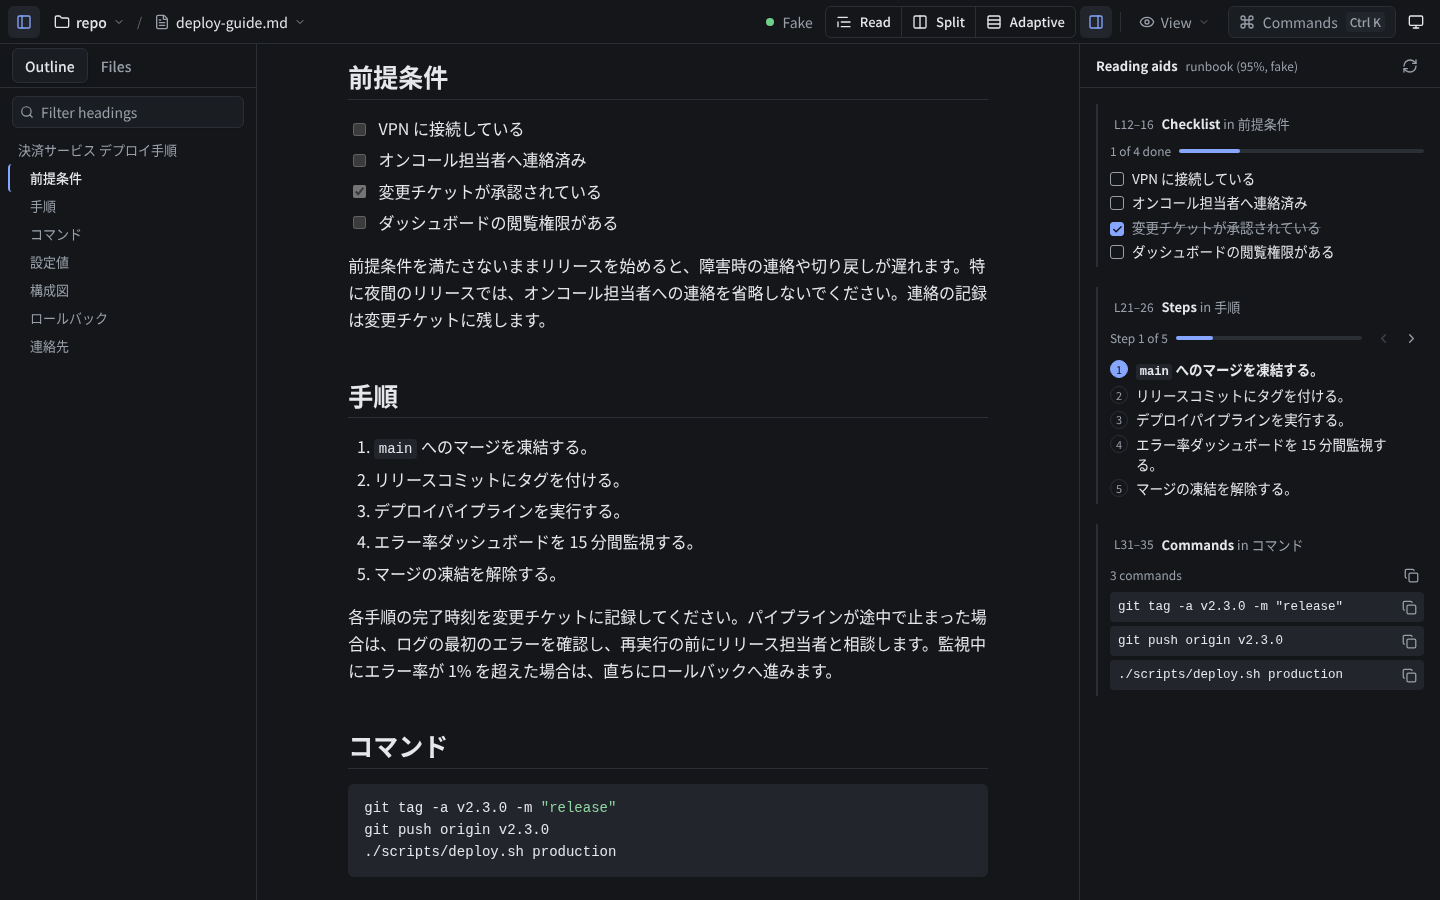 repo / deploy-guide.md
Fake
Read
Split
Adaptive
View
Commands Ctrl K
Outline
Files
Filter headings
決済サービス デプロイ手順
前提条件
手順
コマンド
設定値
構成図
ロールバック
連絡先
前提条件
VPN に接続している
オンコール担当者へ連絡済み
変更チケットが承認されている
ダッシュボードの閲覧権限がある
前提条件を満たさないままリリースを始めると、障害時の連絡や切り戻しが遅れます。特
に夜間のリリースでは、オンコール担当者への連絡を省略しないでください。連絡の記録
は変更チケットに残します。
手順
1. main へのマージを凍結する。
2. リリースコミットにタグを付ける。
3. デプロイパイプラインを実行する。
4. エラー率ダッシュボードを 15 分間監視する。
5. マージの凍結を解除する。
各手順の完了時刻を変更チケットに記録してください。パイプラインが途中で止まった場
合は、ログの最初のエラーを確認し、再実行の前にリリース担当者と相談します。監視中
にエラー率が 1% を超えた場合は、直ちにロールバックへ進みます。
コマンド
git tag -a v2.3.0 -m "release"
git push origin v2.3.0
./scripts/deploy.sh production
Reading aids runbook (95%, fake)
L12–16 Checklist in 前提条件
1 of 4 done
VPN に接続している
オンコール担当者へ連絡済み
変更チケットが承認されている
ダッシュボードの閲覧権限がある
L21–26 Steps in 手順
Step 1 of 5
1 main へのマージを凍結する。
2 リリースコミットにタグを付ける。
3 デプロイパイプラインを実行する。
4 エラー率ダッシュボードを 15 分間監視す
る。
5 マージの凍結を解除する。
L31–35 Commands in コマンド
3 commands
git tag -a v2.3.0 -m "release"
git push origin v2.3.0
./scripts/deploy.sh production